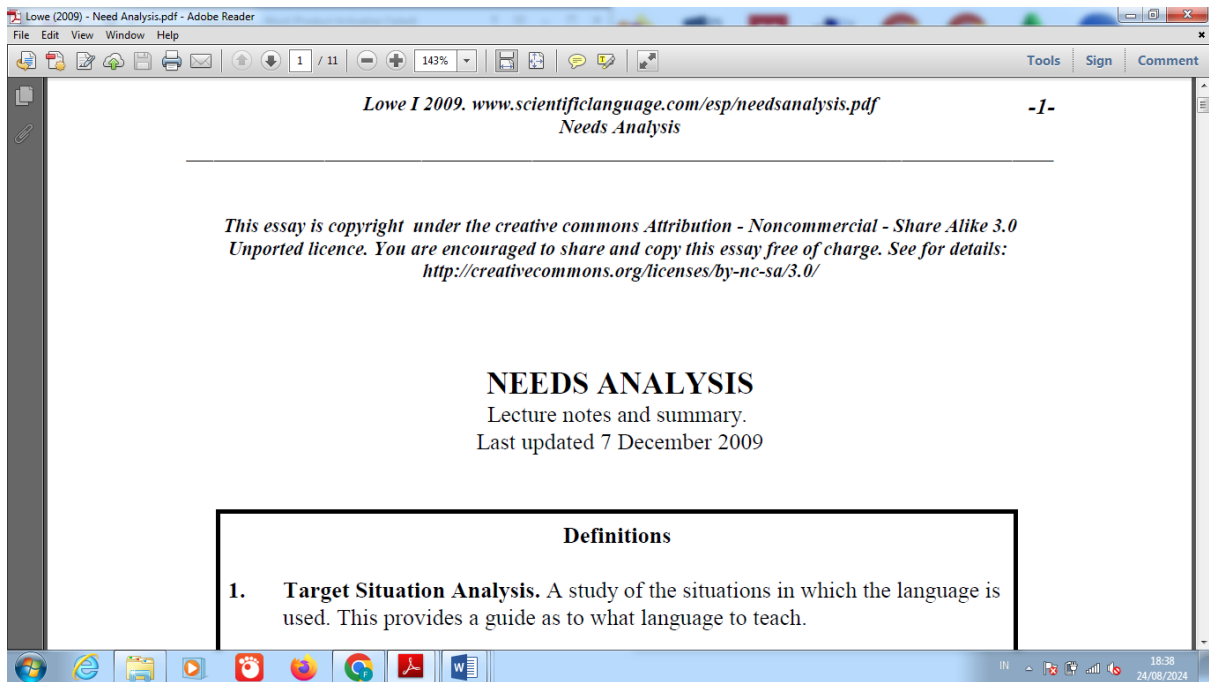 Lowe (2009) - Need Analysis.pdf - Adobe Reader
File Edit View Window Help
1 / 11 143% Tools Sign Comment
Lowe I 2009. www.scientificlanguage.com/esp/needsanalysis.pdf -1-
Needs Analysis
This essay is copyright under the creative commons Attribution - Noncommercial - Share Alike 3.0
Unported licence. You are encouraged to share and copy this essay free of charge. See for details:
http://creativecommons.org/licenses/by-nc-sa/3.0/
NEEDS ANALYSIS
Lecture notes and summary.
Last updated 7 December 2009
Definitions
1. Target Situation Analysis. A study of the situations in which the language is
used. This provides a guide as to what language to teach.
IN 18:38
24/08/2024